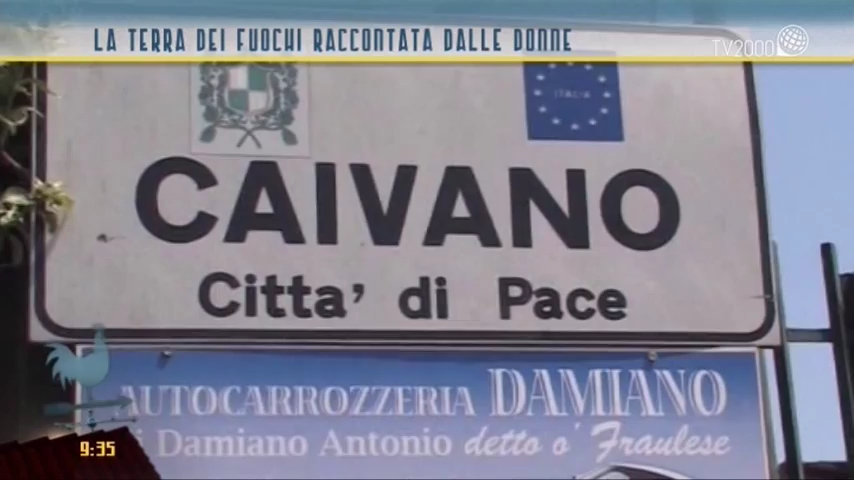 LA TERRA DEI FUOCHI RACCONTATA DALLE DONNE
TV2000
ITALIA
CAIVANO
Citta' di Pace
AUTOCARROZZERIA DAMIANO
di Damiano Antonio detto o' Fraulese
9:35